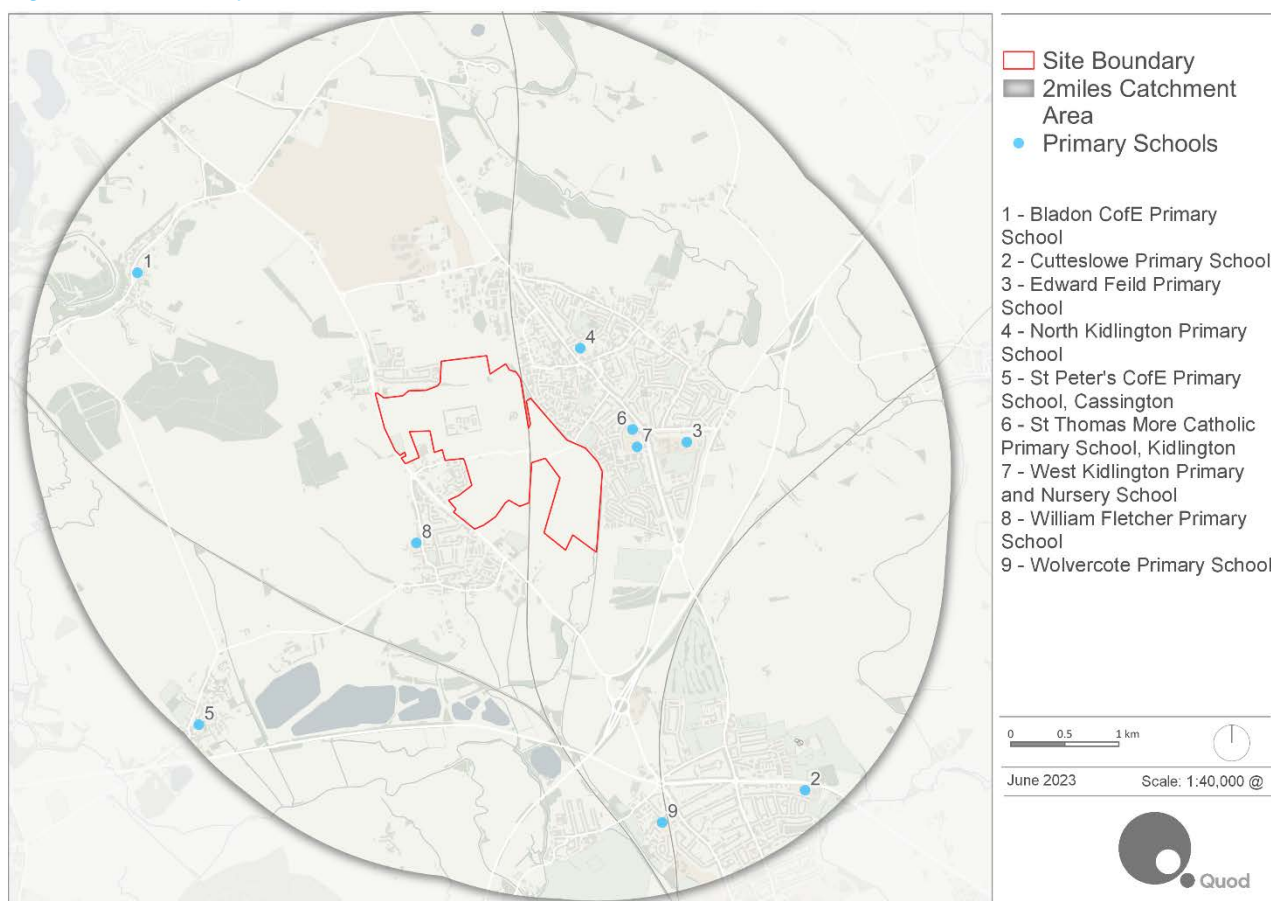 1
4
6
7
3
8
5
2
9
Site Boundary
2miles Catchment
Area
Primary Schools
1 - Bladon CofE Primary
School
2 - Cutteslowe Primary School
3 - Edward Feild Primary
School
4 - North Kidlington Primary
School
5 - St Peter's CofE Primary
School, Cassington
6 - St Thomas More Catholic
Primary School, Kidlington
7 - West Kidlington Primary
and Nursery School
8 - William Fletcher Primary
School
9 - Wolvercote Primary School
0 0.5 1 km
June 2023 Scale: 1:40,000 @
Quod